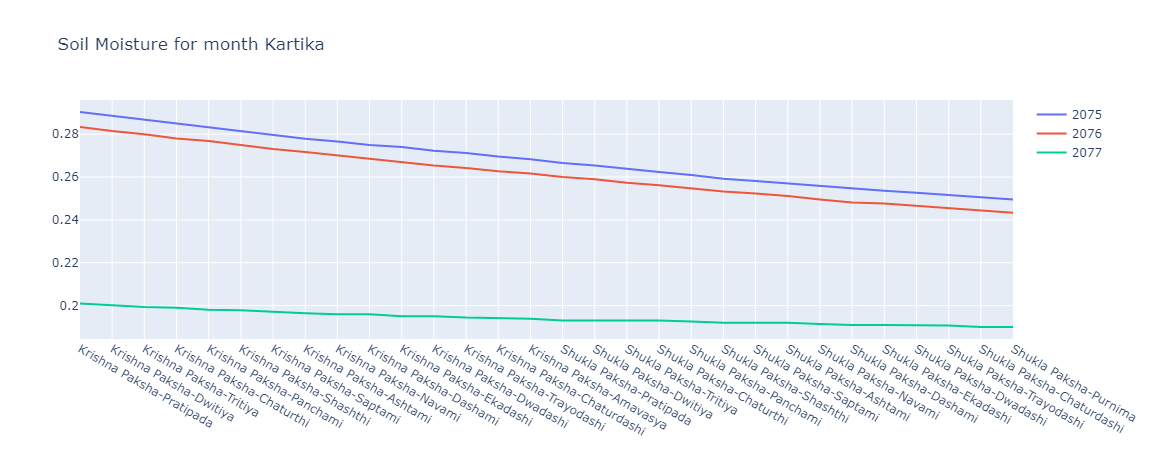 Soil Moisture for month Kartika
2075
2076
2077
0.28
0.26
0.24
0.22
0.2
Krishna Paksha-Pratipada
Krishna Paksha-Dwitiya
Krishna Paksha-Tritiya
Krishna Paksha-Chaturthi
Krishna Paksha-Panchami
Krishna Paksha-Shashthi
Krishna Paksha-Saptami
Krishna Paksha-Ashtami
Krishna Paksha-Navami
Krishna Paksha-Dashami
Krishna Paksha-Ekadashi
Krishna Paksha-Dwadashi
Krishna Paksha-Trayodashi
Krishna Paksha-Chaturdashi
Krishna Paksha-Amavasya
Shukla Paksha-Pratipada
Shukla Paksha-Dwitiya
Shukla Paksha-Tritiya
Shukla Paksha-Chaturthi
Shukla Paksha-Panchami
Shukla Paksha-Shashthi
Shukla Paksha-Saptami
Shukla Paksha-Ashtami
Shukla Paksha-Navami
Shukla Paksha-Dashami
Shukla Paksha-Ekadashi
Shukla Paksha-Dwadashi
Shukla Paksha-Trayodashi
Shukla Paksha-Chaturdashi
Shukla Paksha-Purnima